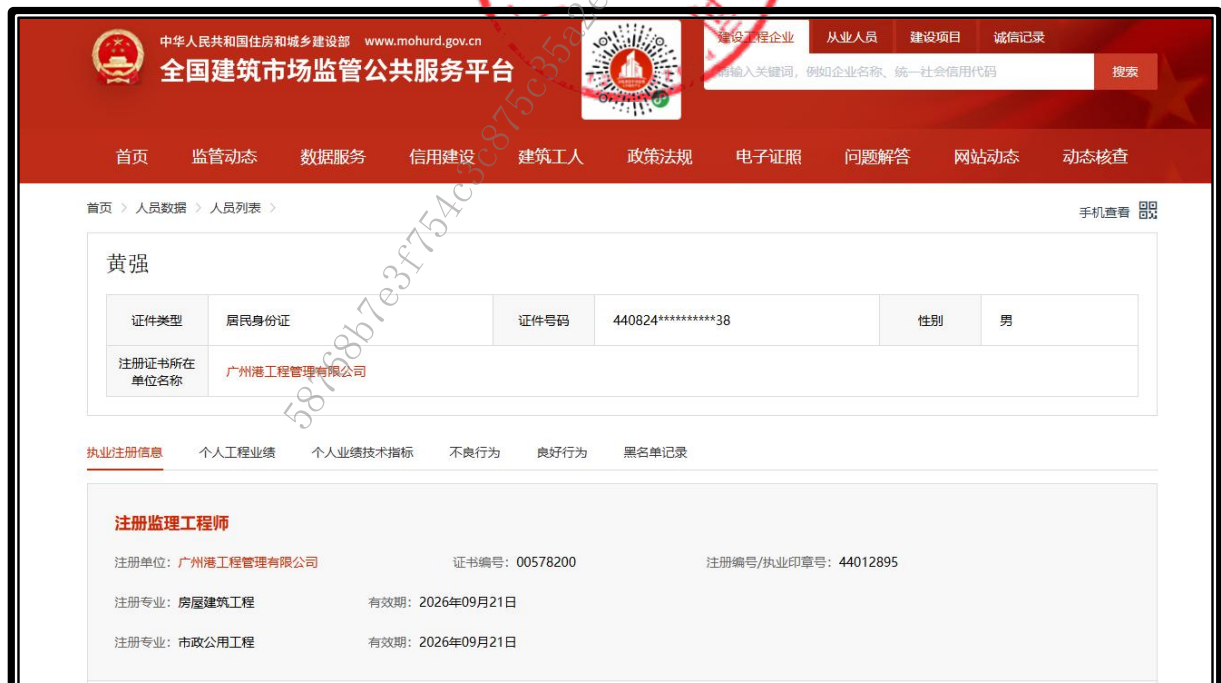 中华人民共和国住房和城乡建设部 www.mohurd.gov.cn
全国建筑市场监管公共服务平台
建设工程企业 从业人员 建设项目 诚信记录
请输入关键词，例如企业名称、统一社会信用代码 搜索
首页 监管动态 数据服务 信用建设 建筑工人 政策法规 电子证照 问题解答 网站动态 动态核查
首页 > 人员数据 > 人员列表 > 手机查看
黄强
证件类型 居民身份证 证件号码 440824**********38 性别 男
注册证书所在
单位名称
广州港工程管理有限公司
执业注册信息 个人工程业绩 个人业绩技术指标 不良行为 良好行为 黑名单记录
注册监理工程师
注册单位：广州港工程管理有限公司 证书编号：00578200 注册编号/执业印章号：44012895
注册专业：房屋建筑工程 有效期：2026年09月21日
注册专业：市政公用工程 有效期：2026年09月21日